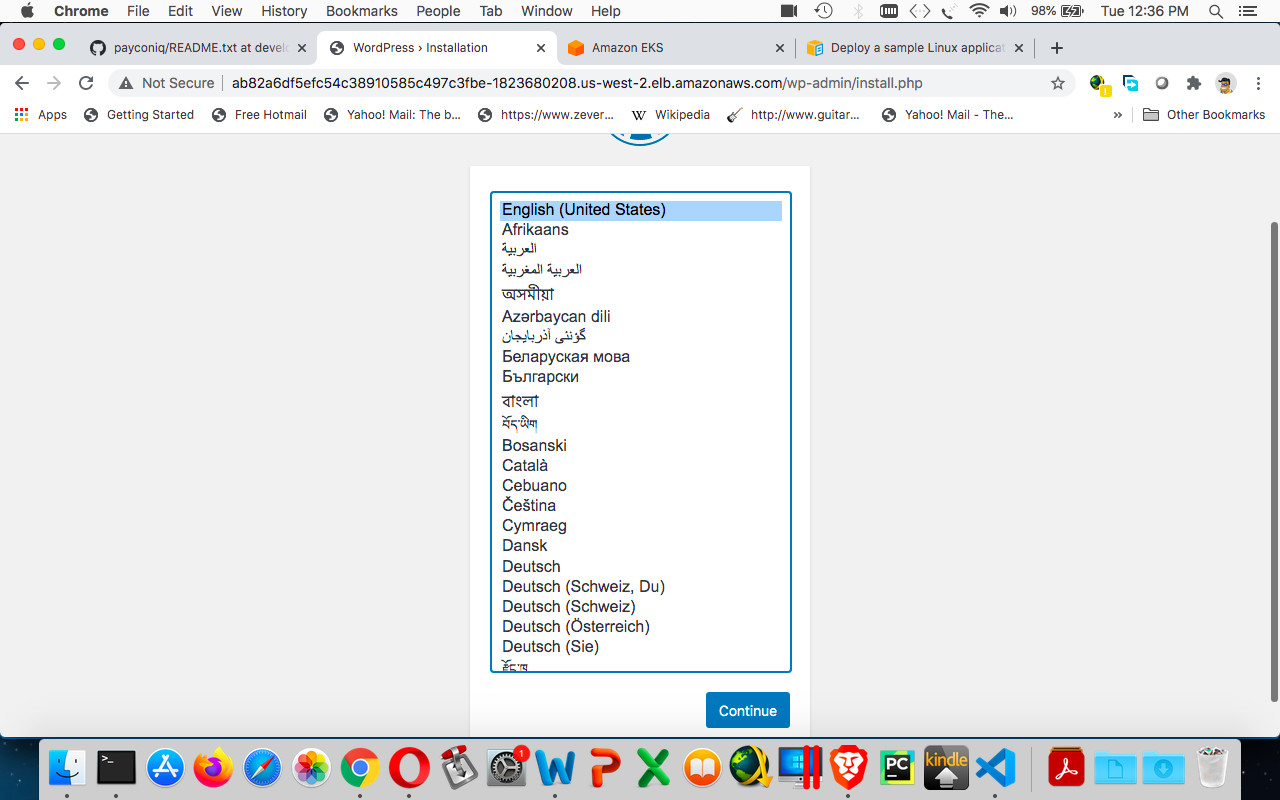 Chrome File Edit View History Bookmarks People Tab Window Help 98% Tue 12:36 PM
payconiq/README.txt at devel
WordPress › Installation
Amazon EKS
Deploy a sample Linux applicat
Not Secure ab82a6df5efc54c38910585c497c3fbe-1823680208.us-west-2.elb.amazonaws.com/wp-admin/install.php
Apps Getting Started Free Hotmail Yahoo! Mail: The b... https://www.zever... Wikipedia http://www.guitar... Yahoo! Mail - The... » Other Bookmarks
English (United States)
Afrikaans
العربية
العربية المغربية
অসমীয়া
Azərbaycan dili
گؤنئی آذربایجان
Беларуская мова
Български
বাংলা
བོད་ཡིག
Bosanski
Català
Cebuano
Čeština
Cymraeg
Dansk
Deutsch
Deutsch (Schweiz, Du)
Deutsch (Schweiz)
Deutsch (Österreich)
Deutsch (Sie)
Continue
1
PC
kindle